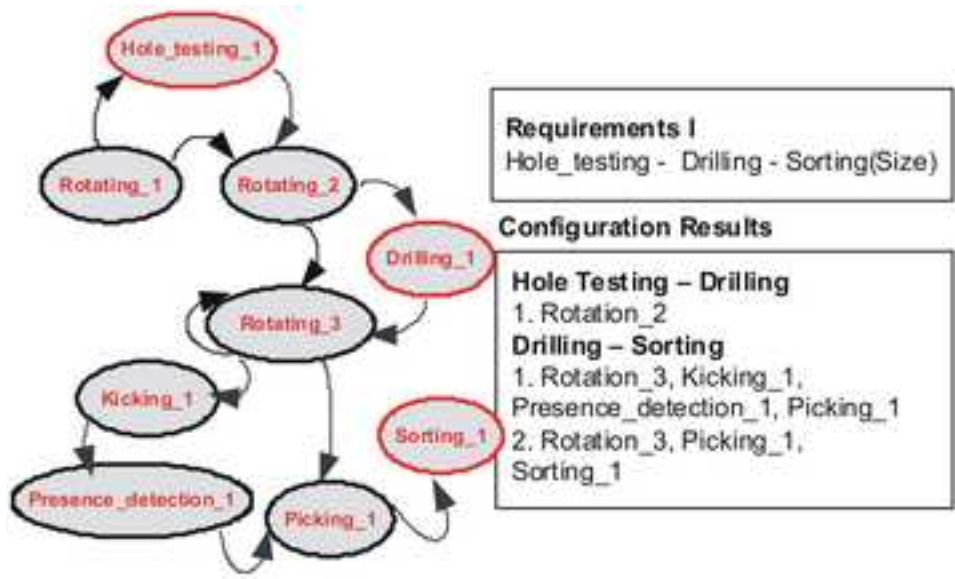 Hole_testing_1
Rotating_1
Rotating_2
Drilling_1
Rotating_3
Kicking_1
Sorting_1
Presence_detection_1
Picking_1
Requirements I
Hole_testing - Drilling - Sorting(Size)
Configuration Results
Hole Testing – Drilling
1. Rotation_2
Drilling – Sorting
1. Rotation_3, Kicking_1,
Presence_detection_1, Picking_1
2. Rotation_3, Picking_1,
Sorting_1